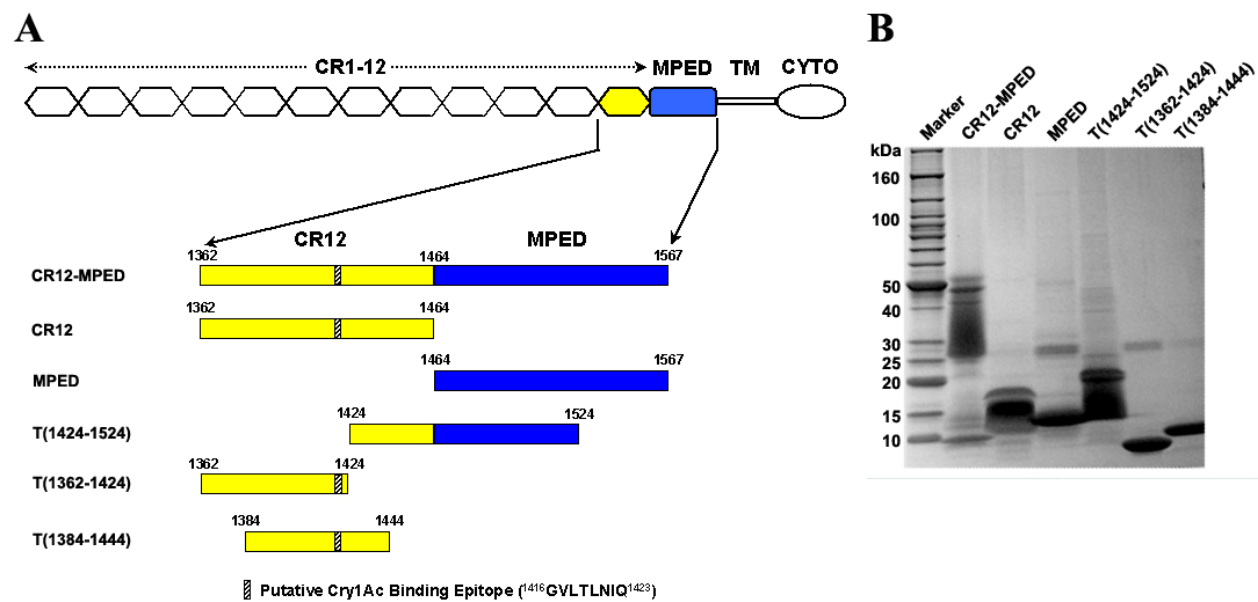 A
CR1-12 MPED TM CYTO
CR12 MPED
1362 1464 1567
CR12-MPED
1362 1464
CR12
1464 1567
MPED
1424 1524
T(1424-1524)
1362 1424
T(1362-1424)
1384 1444
T(1384-1444)
Putative Cry1Ac Binding Epitope (1416GVLTLNIQ1423)
B
Marker CR12-MPED CR12 MPED T(1424-1524) T(1362-1424) T(1384-1444)
kDa
160
100
50
40
30
25
20
15
10